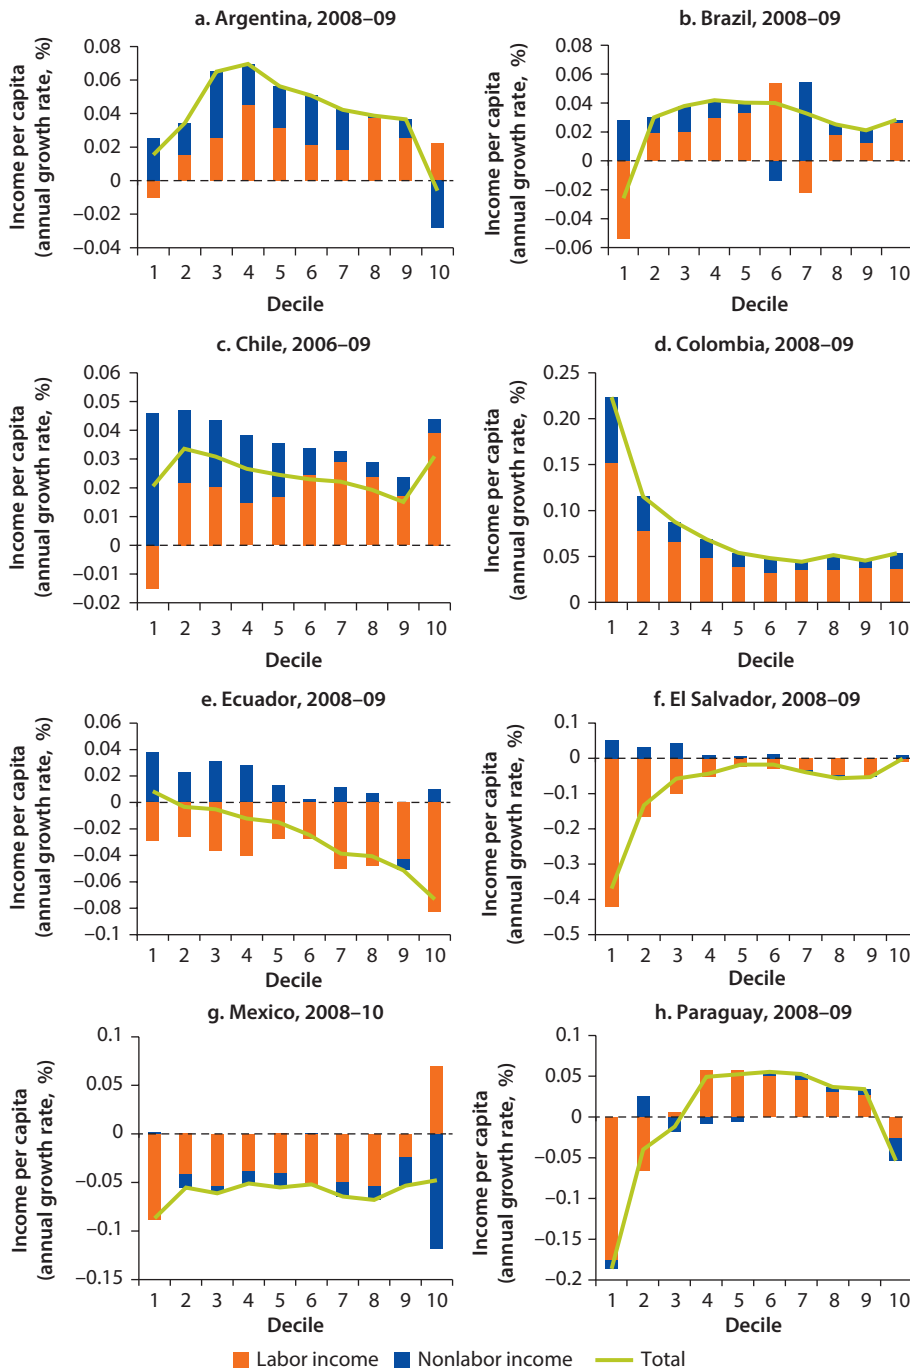 a. Argentina, 2008–09
Income per capita
(annual growth rate, %)
0.08
0.06
0.04
0.02
0
–0.02
–0.04
1 2 3 4 5 6 7 8 9 10
Decile
b. Brazil, 2008–09
Income per capita
(annual growth rate, %)
0.08
0.06
0.04
0.02
0
–0.02
–0.04
–0.06
1 2 3 4 5 6 7 8 9 10
Decile
c. Chile, 2006–09
Income per capita
(annual growth rate, %)
0.06
0.05
0.04
0.03
0.02
0.01
0
–0.01
–0.02
1 2 3 4 5 6 7 8 9 10
Decile
d. Colombia, 2008–09
Income per capita
(annual growth rate, %)
0.25
0.20
0.15
0.10
0.05
0
1 2 3 4 5 6 7 8 9 10
Decile
e. Ecuador, 2008–09
Income per capita
(annual growth rate, %)
0.06
0.04
0.02
0
–0.02
–0.04
–0.06
–0.08
–0.1
1 2 3 4 5 6 7 8 9 10
Decile
f. El Salvador, 2008–09
Income per capita
(annual growth rate, %)
0.1
0
–0.1
–0.2
–0.3
–0.4
–0.5
1 2 3 4 5 6 7 8 9 10
Decile
g. Mexico, 2008–10
Income per capita
(annual growth rate, %)
0.1
0.05
0
–0.05
–0.1
–0.15
1 2 3 4 5 6 7 8 9 10
Decile
h. Paraguay, 2008–09
Income per capita
(annual growth rate, %)
0.1
0.05
0
–0.05
–0.1
–0.15
–0.2
1 2 3 4 5 6 7 8 9 10
Decile
Labor income Nonlabor income Total